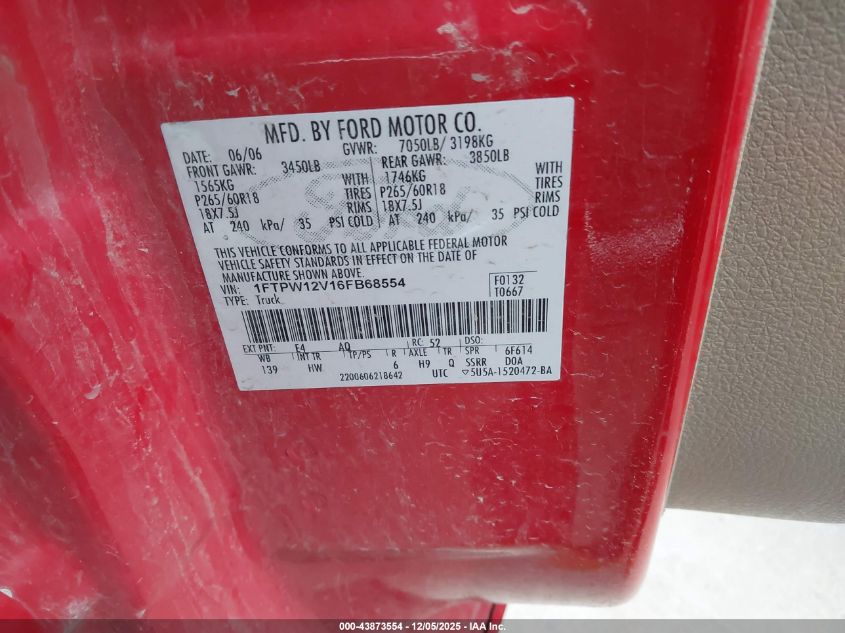 MFD. BY FORD MOTOR CO.
DATE: 06/06 GVWR: 7050LB/ 3198KG
FRONT GAWR: 3450LB REAR GAWR: 3850LB
1565KG WITH 1746KG WITH
P265/60R18 TIRES P265/60R18 TIRES
18X7.5J RIMS 18X7.5J RIMS
AT 240 kPa/ 35 PSI COLD AT 240 kPa/ 35 PSI COLD
THIS VEHICLE CONFORMS TO ALL APPLICABLE FEDERAL MOTOR
VEHICLE SAFETY STANDARDS IN EFFECT ON THE DATE OF
MANUFACTURE SHOWN ABOVE.
VIN: 1FTPW12V16FB68554 F0132
TYPE: Truck T0667
EXT PNT: E4 AQ RC: 52 DSO:
WB INT TR TP/PS R AXLE TR SPR 6F614
139 HW 6 H9 Q SSRR DOA
2200606218642 UTC ▽5U5A-1520472-BA
000-43873554 * 12/05/2025 * IAA Inc.